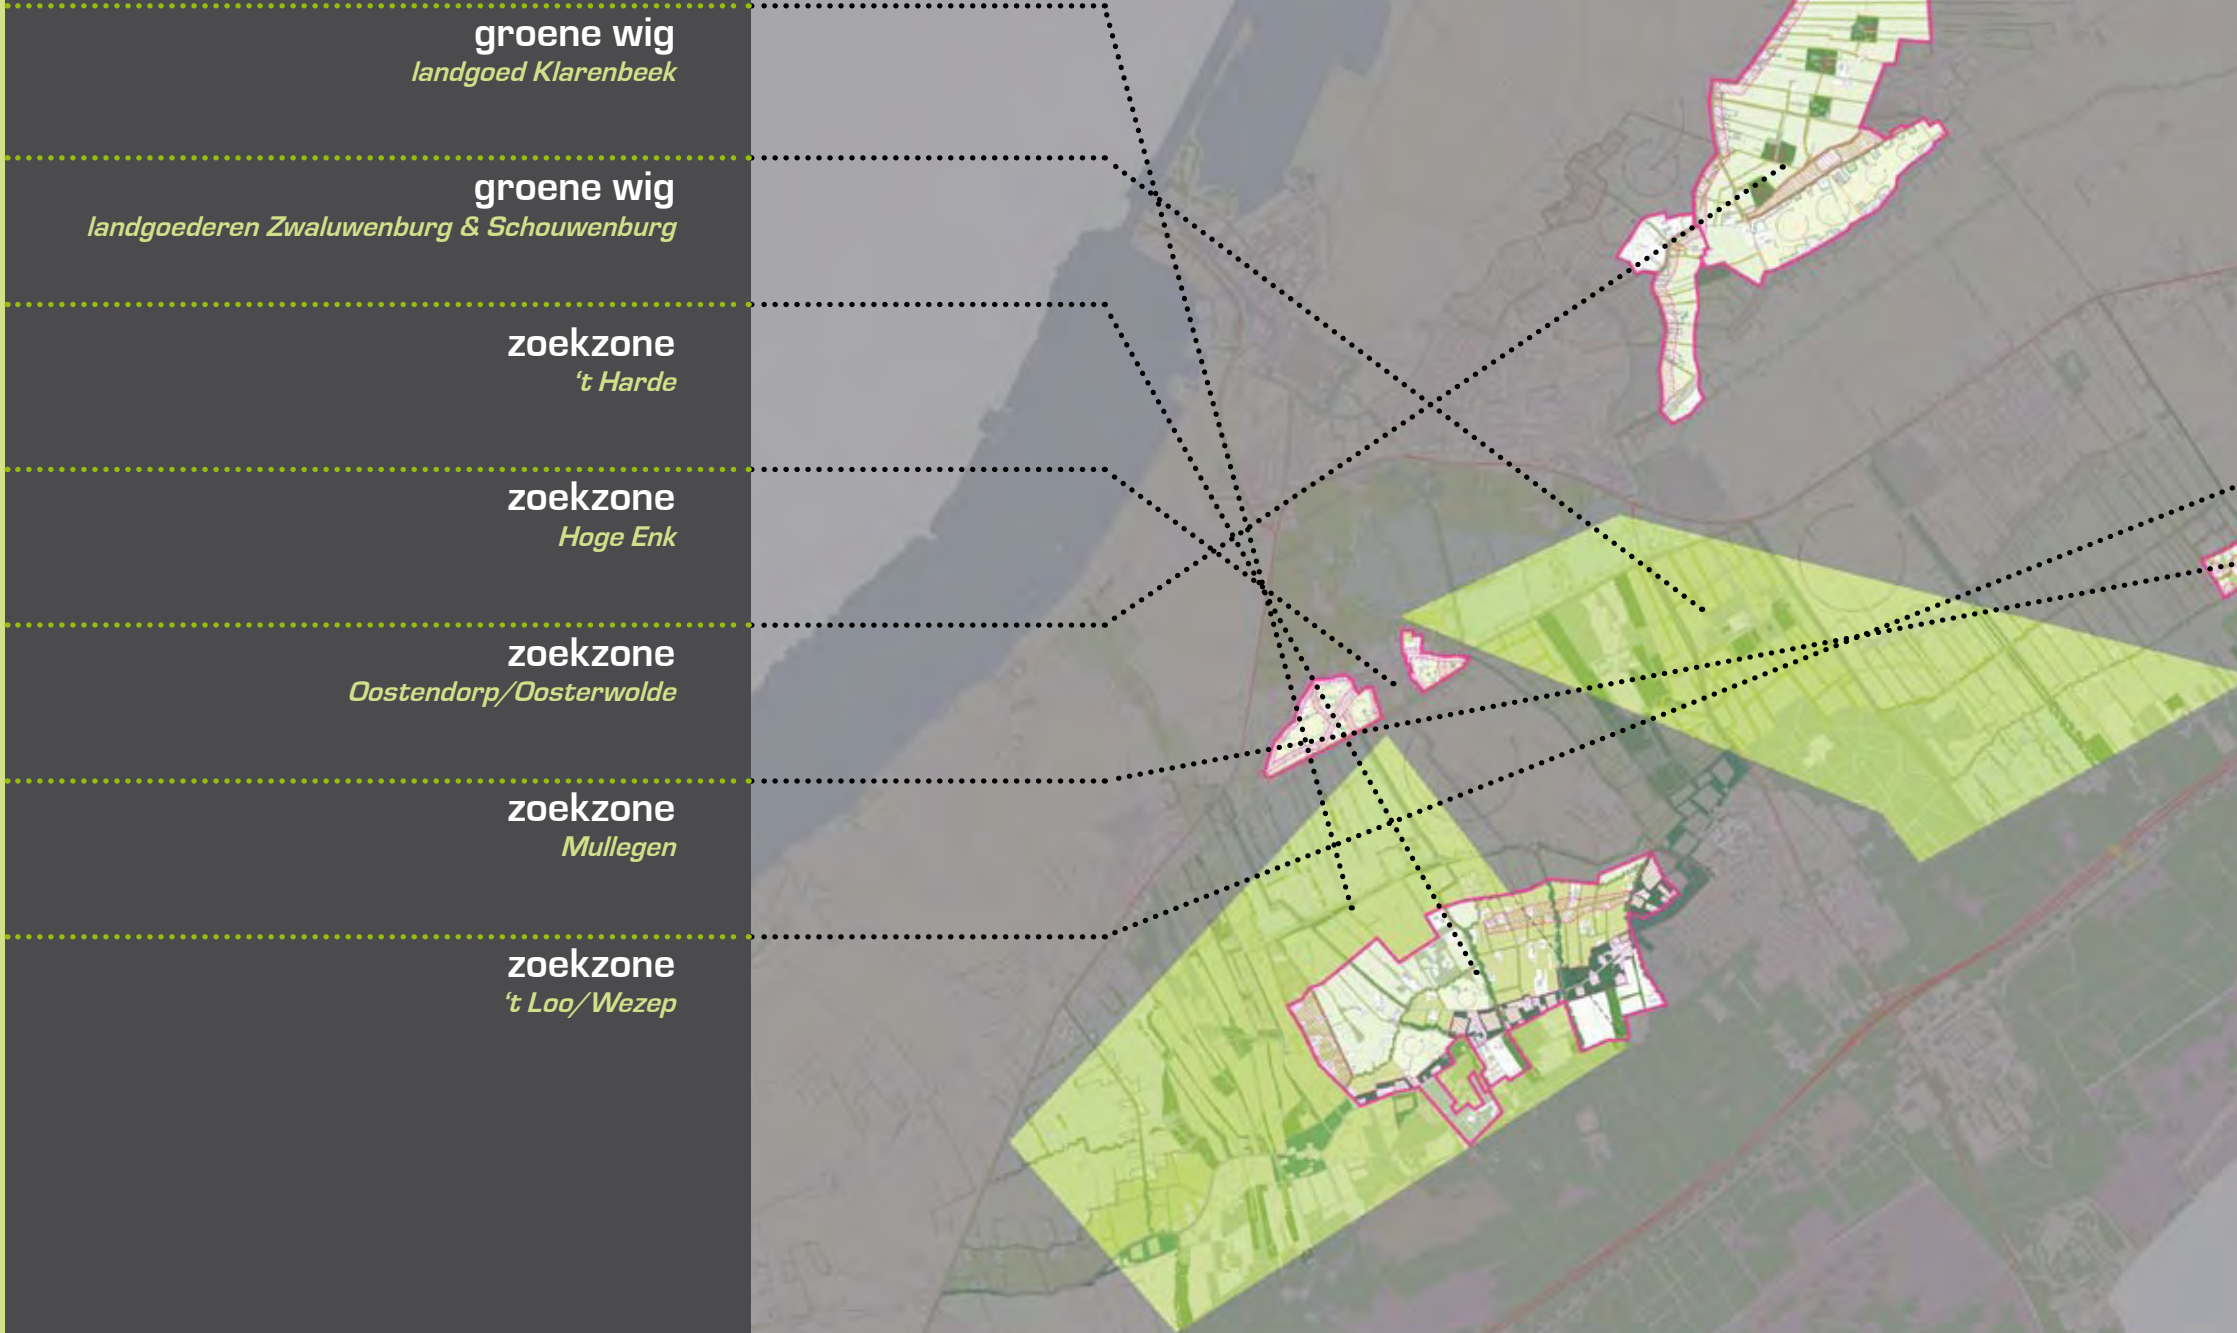 groene wig
landgoed Klarenbeek
groene wig
landgoederen Zwaluwenburg & Schouwenburg
zoekzone
‘t Harde
zoekzone
Hoge Enk
zoekzone
Oostendorp/Oosterwolde
zoekzone
Mullegen
zoekzone
‘t Loo/Wezep